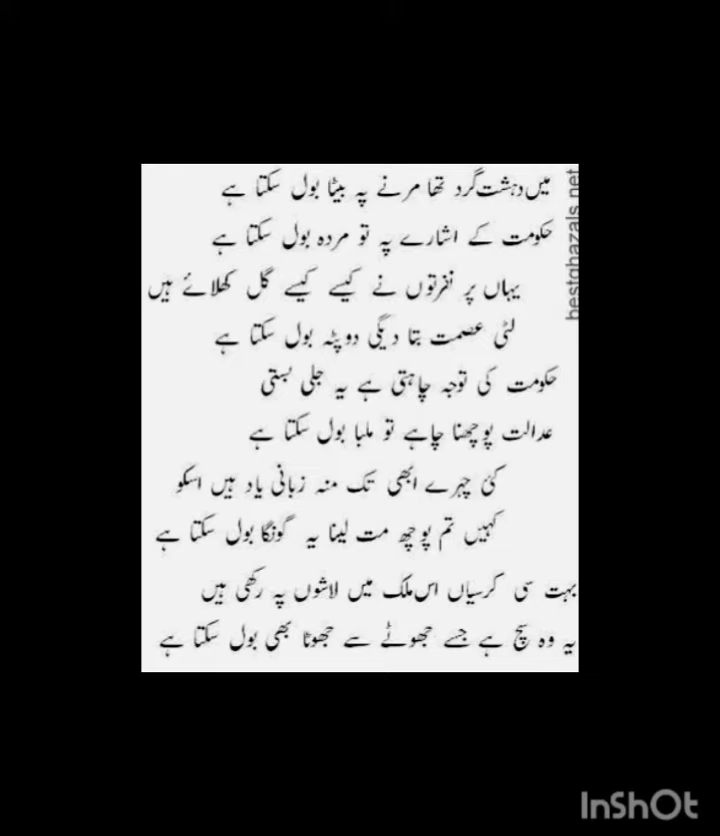 میں دہشت گرد تھا مرنے پہ بیٹا بول سکتا ہے
حکومت کے اشارے پہ تو مردہ بول سکتا ہے
یہاں پر نفرتوں نے کیسے کیسے گل کھلائے ہیں
لٹی عصمت بتا دیگی دوپٹہ بول سکتا ہے
حکومت کی توجہ چاہتی ہے یہ جلی بستی
عدالت پوچھنا چاہے تو ملبا بول سکتا ہے
کئی چہرے ابھی تک منہ زبانی یاد ہیں اسکو
کہیں تم پوچھ مت لینا یہ گونگا بول سکتا ہے
بہت سی کرسیاں اس ملک میں لاشوں پہ رکھی ہیں
یہ وہ سچ ہے جسے جھوٹے سے جھوٹا بھی بول سکتا ہے
bestghazals.net
InShOt